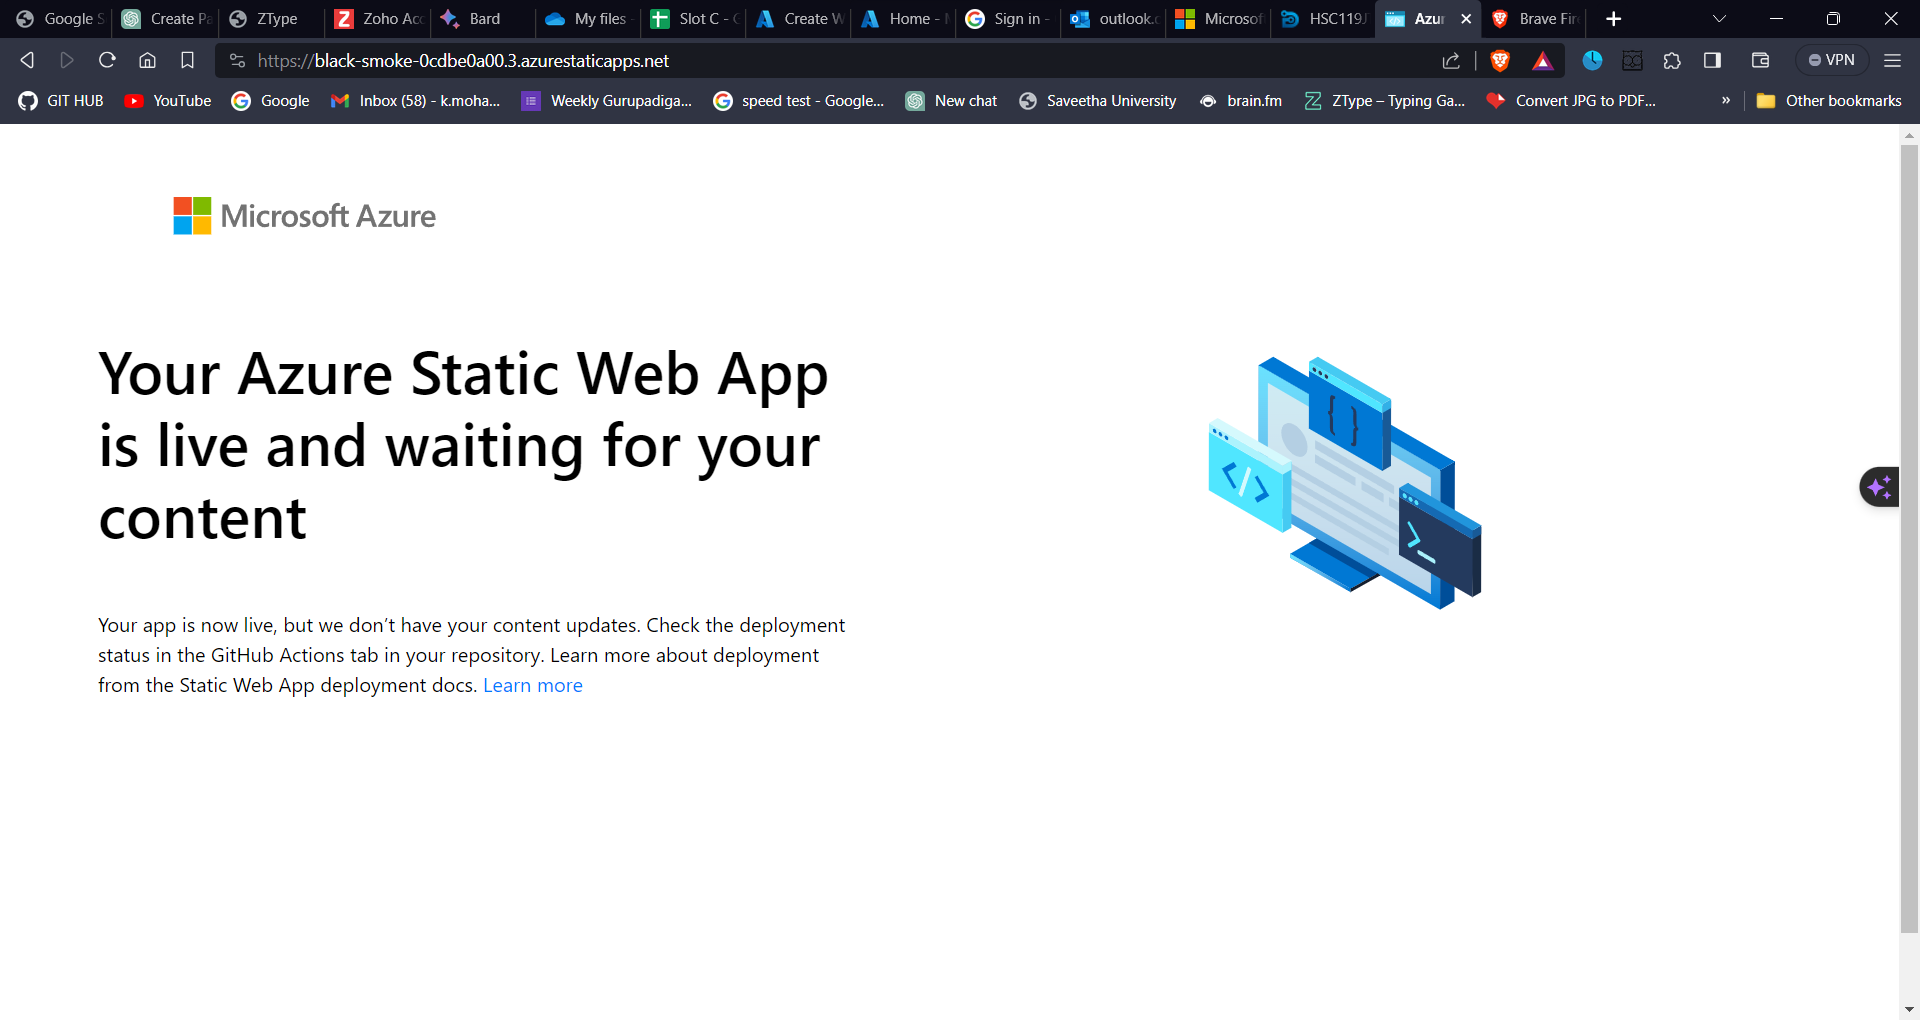 Google S
Create Pa
ZType
Zoho Acc
Bard
My files -
Slot C - G
Create W
Home - M
Sign in -
outlook.c
Microsof
HSC119J
Azur
Brave Fire
https://black-smoke-0cdbe0a00.3.azurestaticapps.net
VPN
GIT HUB
YouTube
Google
Inbox (58) - k.moha...
Weekly Gurupadiga...
speed test - Google...
New chat
Saveetha University
brain.fm
ZType – Typing Ga...
Convert JPG to PDF...
»
Other bookmarks
Microsoft Azure
Your Azure Static Web App
is live and waiting for your
content
Your app is now live, but we don’t have your content updates. Check the deployment
status in the GitHub Actions tab in your repository. Learn more about deployment
from the Static Web App deployment docs. Learn more